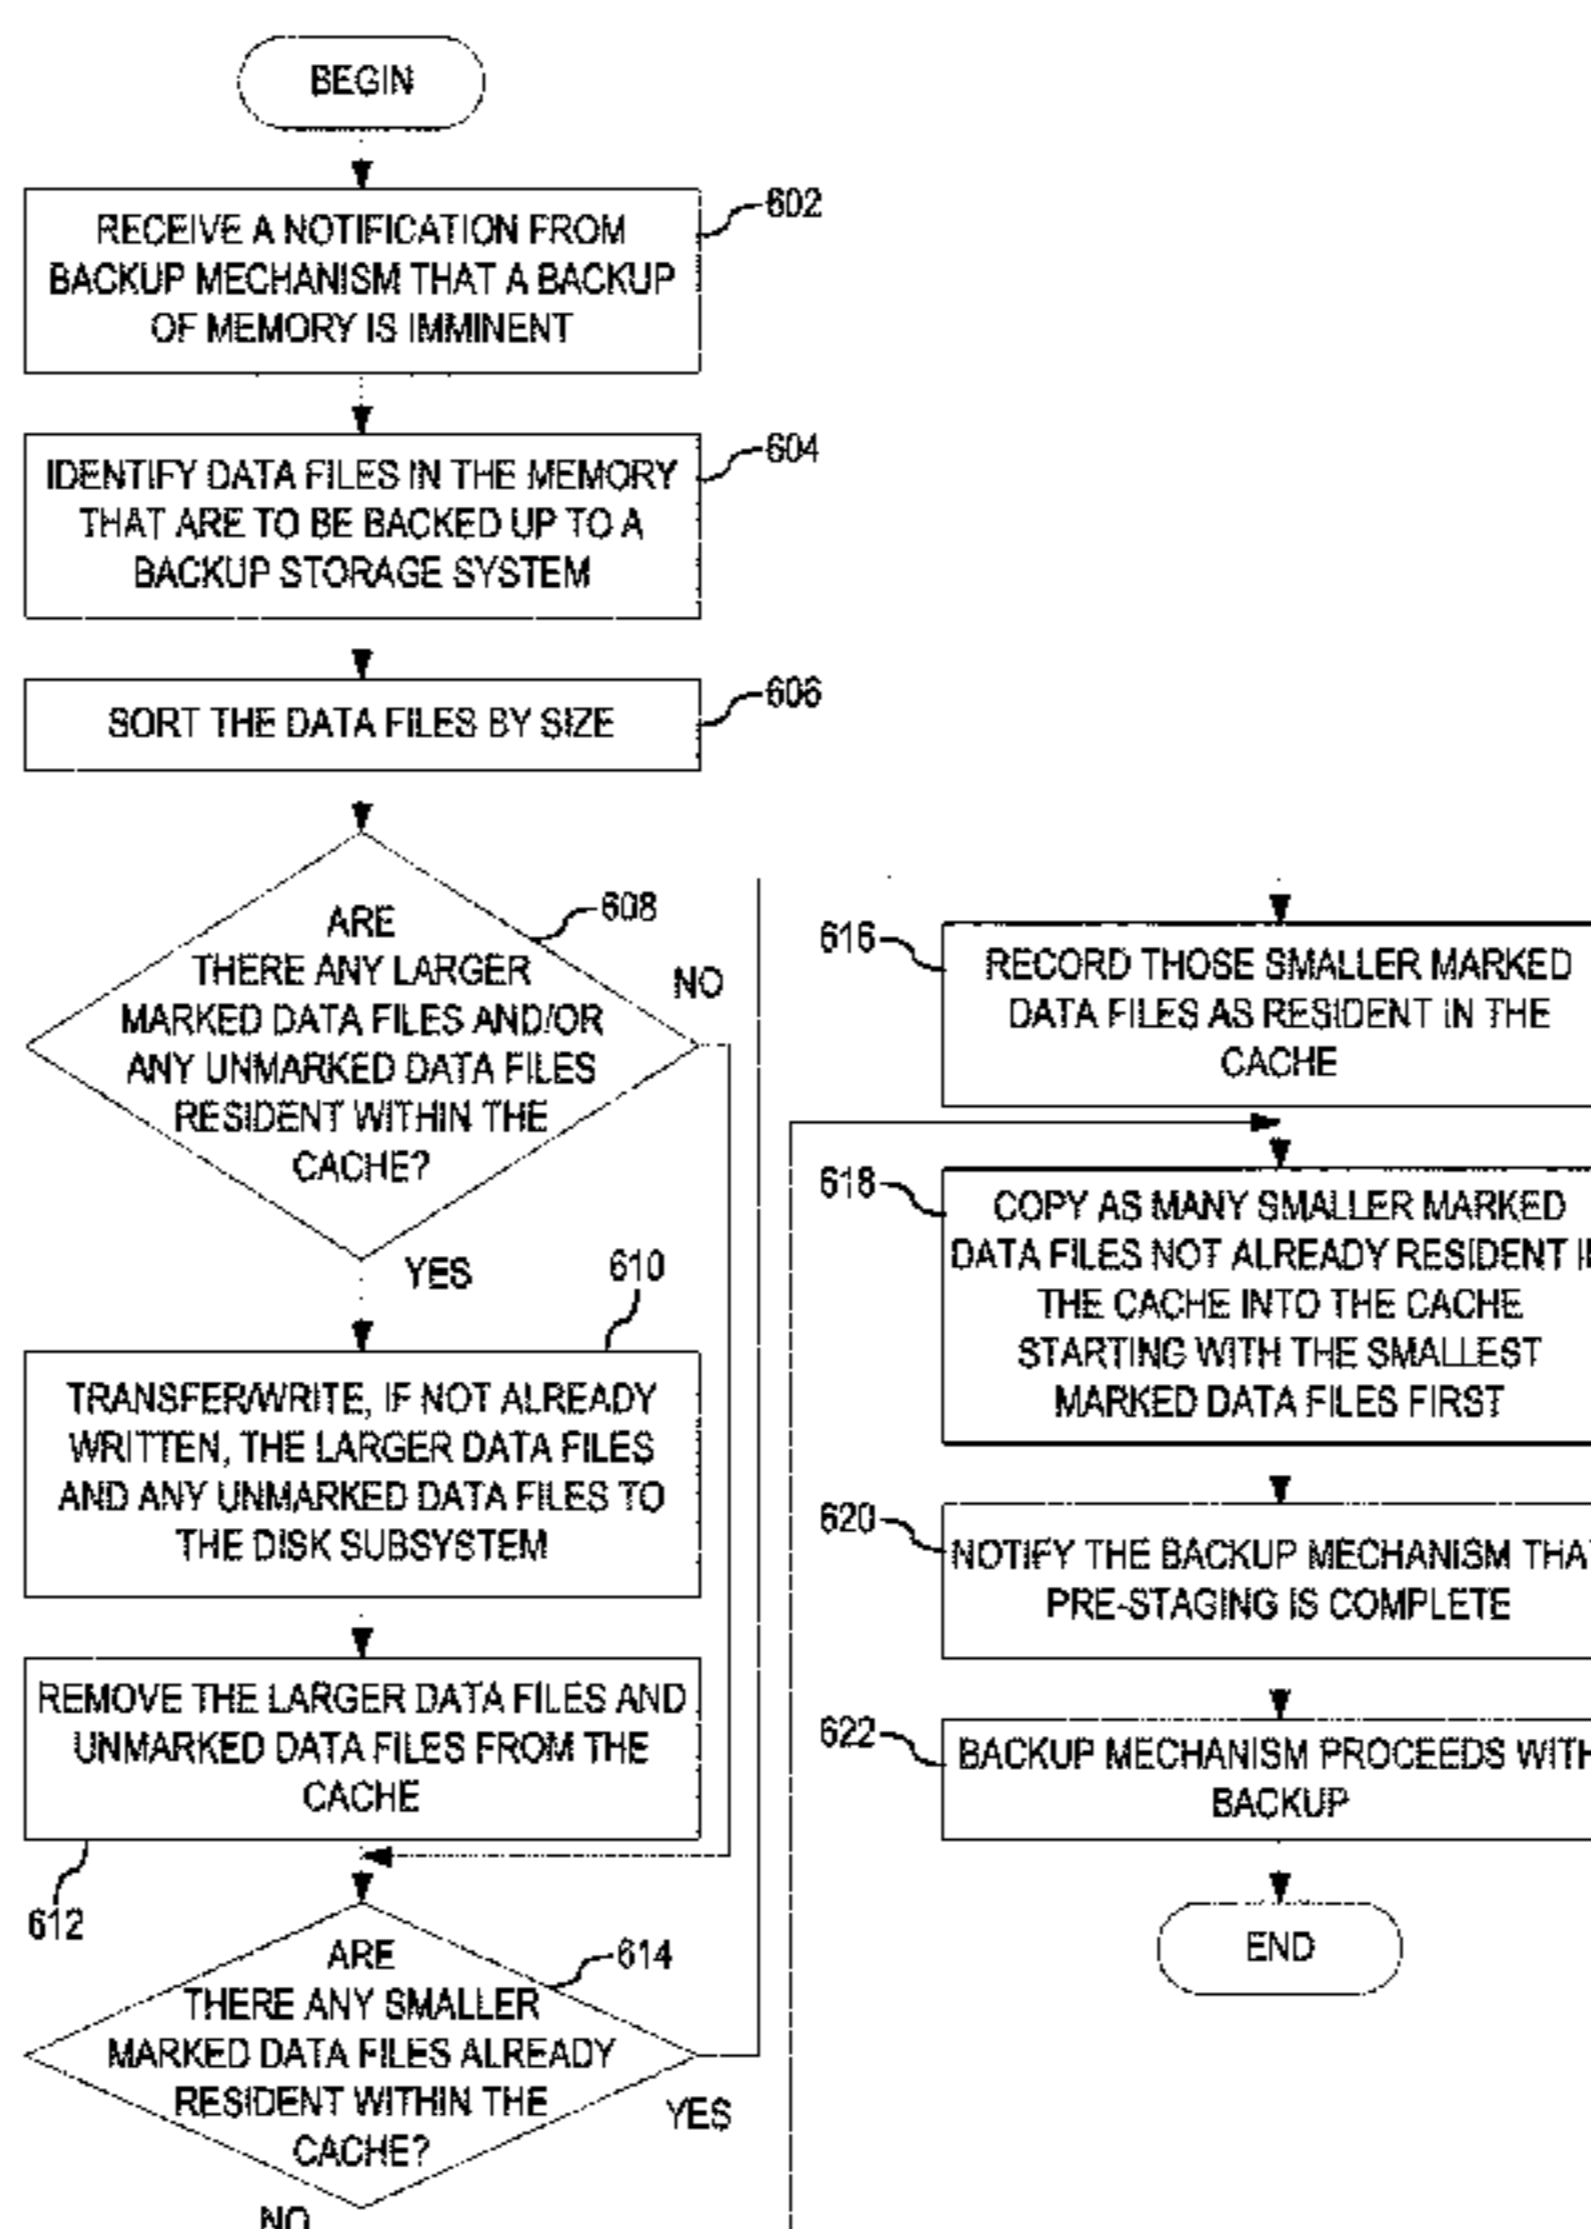 BEGIN
602
RECEIVE A NOTIFICATION FROM
BACKUP MECHANISM THAT A BACKUP
OF MEMORY IS IMMINENT
604
IDENTIFY DATA FILES IN THE MEMORY
THAT ARE TO BE BACKED UP TO A
BACKUP STORAGE SYSTEM
606
SORT THE DATA FILES BY SIZE
608
ARE
THERE ANY LARGER
MARKED DATA FILES AND/OR
ANY UNMARKED DATA FILES
RESIDENT WITHIN THE
CACHE?
NO
YES
610
TRANSFER/WRITE, IF NOT ALREADY
WRITTEN, THE LARGER DATA FILES
AND ANY UNMARKED DATA FILES TO
THE DISK SUBSYSTEM
REMOVE THE LARGER DATA FILES AND
UNMARKED DATA FILES FROM THE
CACHE
612
614
ARE
THERE ANY SMALLER
MARKED DATA FILES ALREADY
RESIDENT WITHIN THE
CACHE?
YES
NO
616
RECORD THOSE SMALLER MARKED
DATA FILES AS RESIDENT IN THE
CACHE
618
COPY AS MANY SMALLER MARKED
DATA FILES NOT ALREADY RESIDENT
THE CACHE INTO THE CACHE
STARTING WITH THE SMALLEST
MARKED DATA FILES FIRST
620
NOTIFY THE BACKUP MECHANISM THAT
PRE-STAGING IS COMPLETE
622
BACKUP MECHANISM PROCEEDS WITH
BACKUP
END